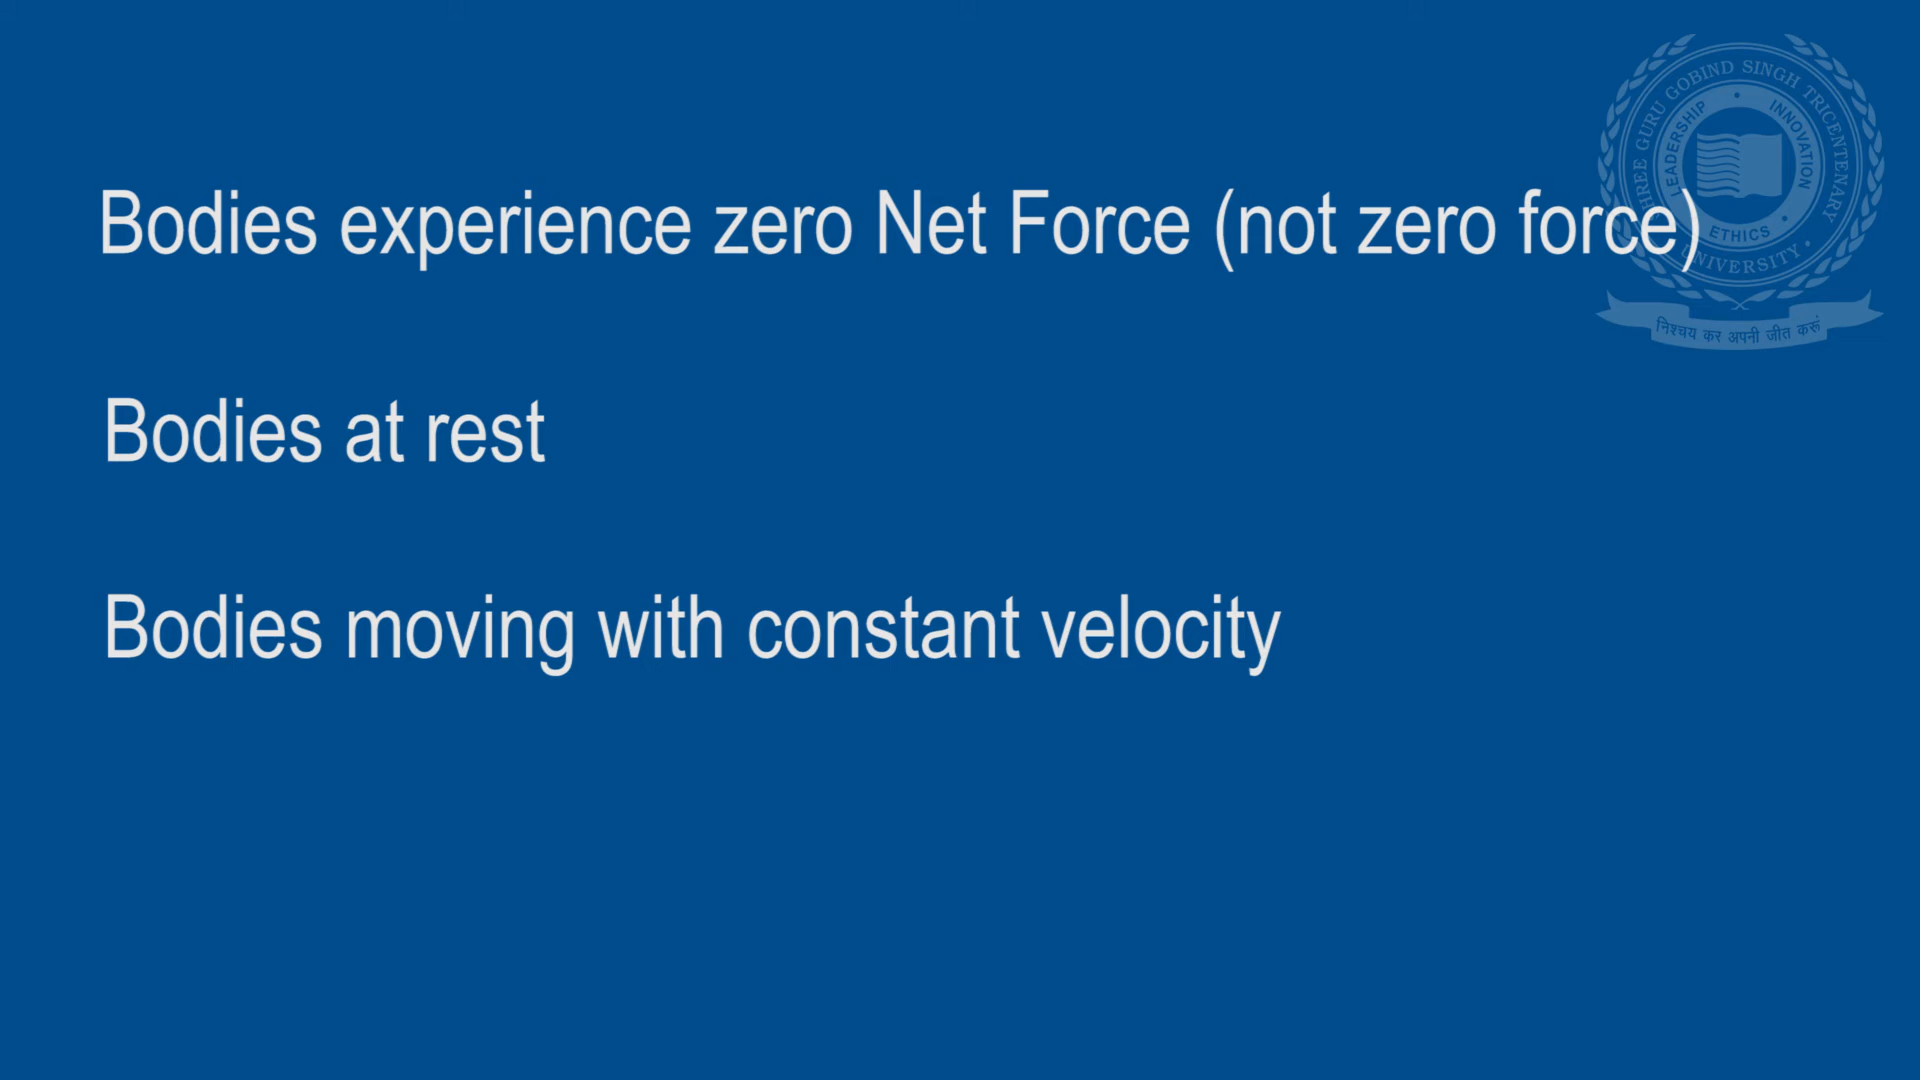 SHREE GURU GOBIND SINGH TRICENTENARY UNIVERSITY
LEADERSHIP • INNOVATION • ETHICS
Bodies experience zero Net Force (not zero force)
निश्चय कर अपनी जीत करूं
Bodies at rest
Bodies moving with constant velocity